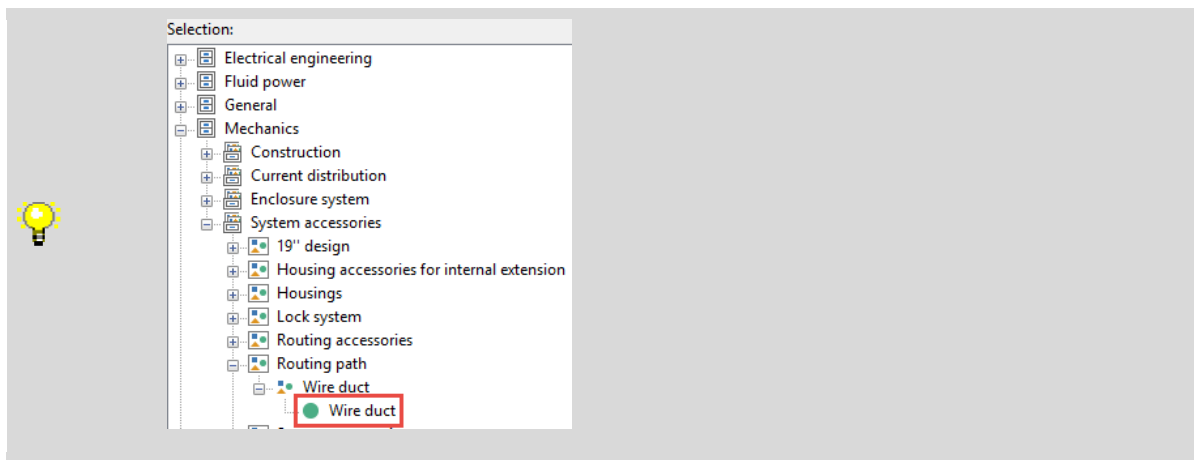 Selection:
Electrical engineering
Fluid power
General
Mechanics
Construction
Current distribution
Enclosure system
System accessories
19'' design
Housing accessories for internal extension
Housings
Lock system
Routing accessories
Routing path
Wire duct
Wire duct